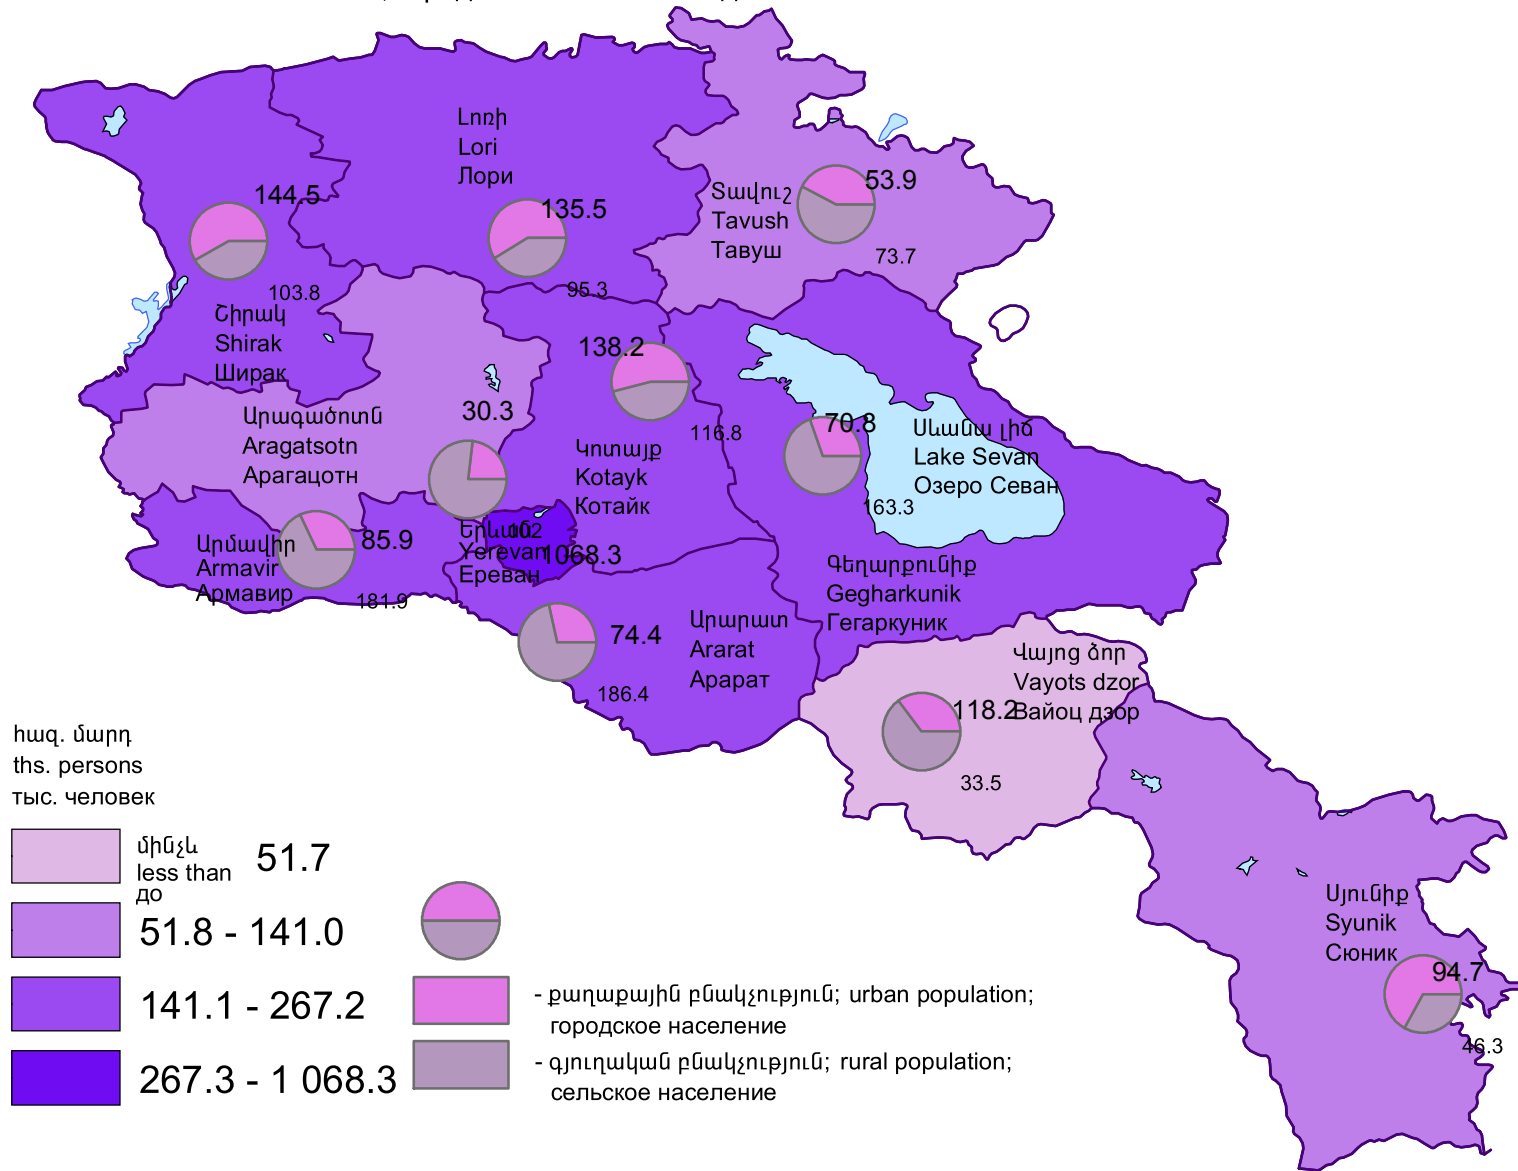 Լոռի
Lori
Лори
144.5
135.5
53.9
Տավուշ
Tavush
Тавуш
73.7
103.8
95.3
Շիրակ
Shirak
Ширак
138.2
116.8
30.3
Արագածոտն
Aragatsotn
Арагацотн
70.8
Սևանա լիճ
Lake Sevan
Озеро Севан
163.3
Կոտայք
Kotayk
Котайк
Արմավիր
Armavir
Армавир
85.9
181.9
Երևան
Yerevan
Ереван
1068.3
Գեղարքունիք
Gegharkunik
Гегаркуник
74.4
186.4
Արարատ
Ararat
Арарат
Վայոց ձոր
Vayots dzor
Вайоц дзор
118.2
33.5
Սյունիք
Syunik
Сюник
94.7
46.3
հազ. մարդ
ths. persons
тыс. человек
մինչև
less than
до
51.7
51.8 - 141.0
141.1 - 267.2
267.3 - 1 068.3
- քաղաքային բնակչություն; urban population;
городское население
- գյուղական բնակչություն; rural population;
сельское население